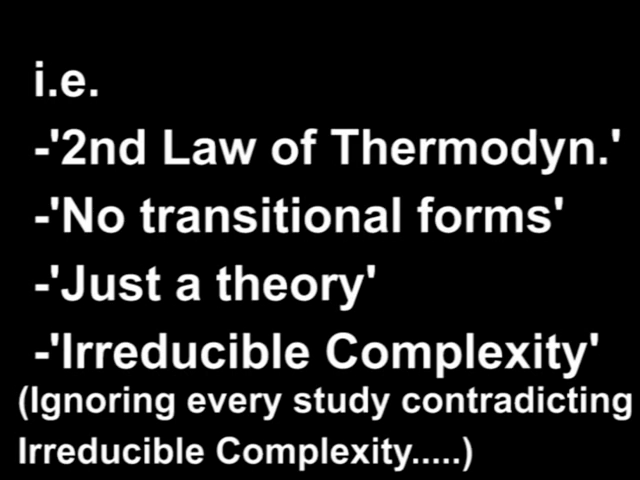 i.e.
-'2nd Law of Thermodyn.'
-'No transitional forms'
-'Just a theory'
-'Irreducible Complexity'
(Ignoring every study contradicting
Irreducible Complexity.....)